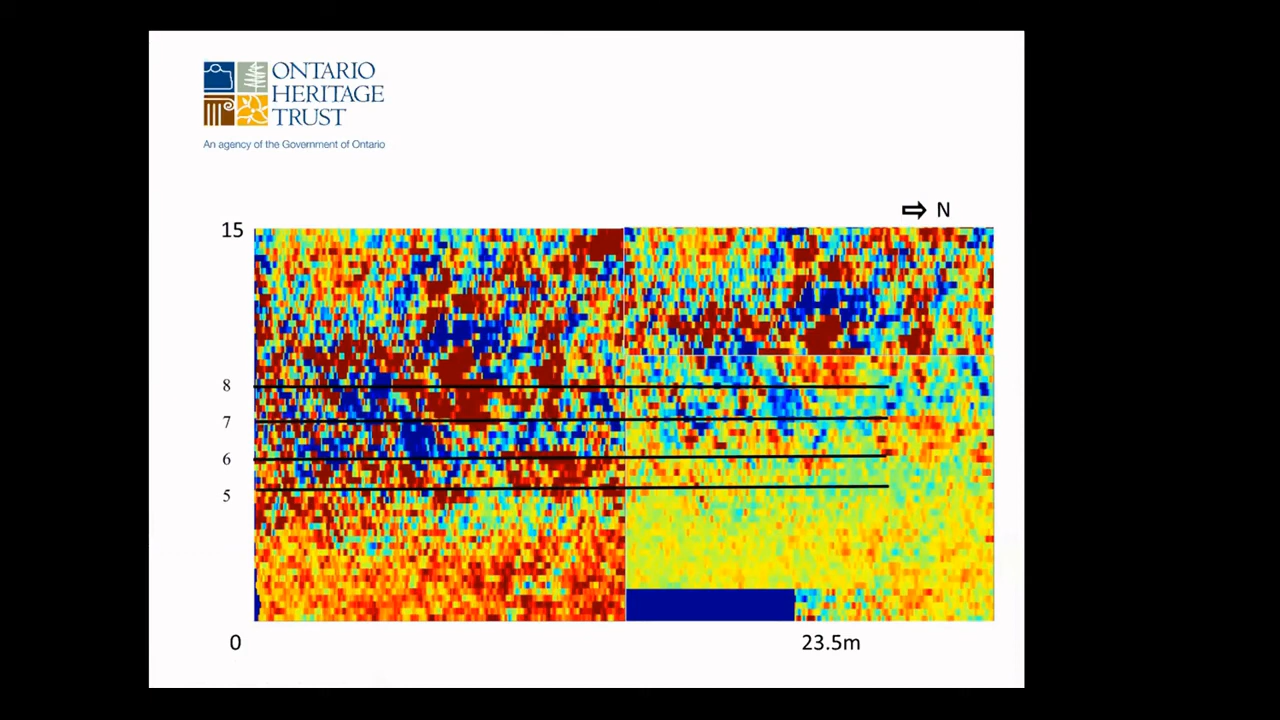 ONTARIO
HERITAGE
TRUST
An agency of the Government of Ontario
N
15
8
7
6
5
0
23.5m